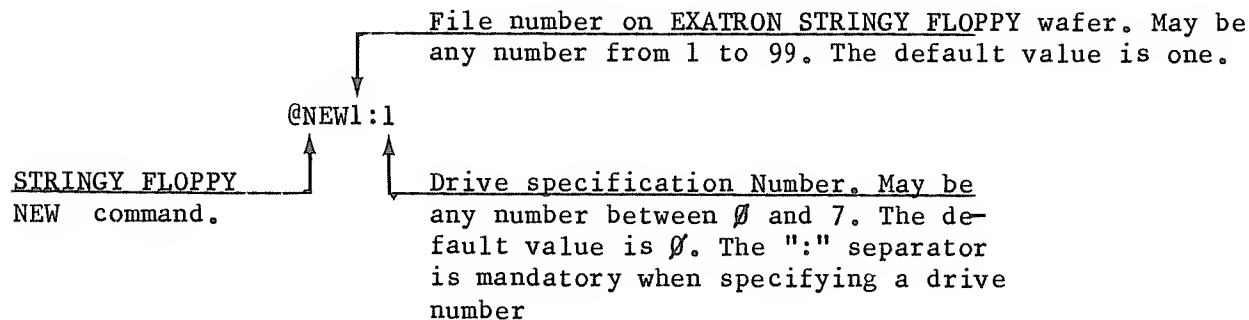 File number on EXATRON STRINGY FLOPPY wafer. May be
any number from 1 to 99. The default value is one.
@NEW1:1
STRINGY FLOPPY
NEW command.
Drive specification Number. May be
any number between Ø and 7. The de-
fault value is Ø. The ":" separator
is mandatory when specifying a drive
number